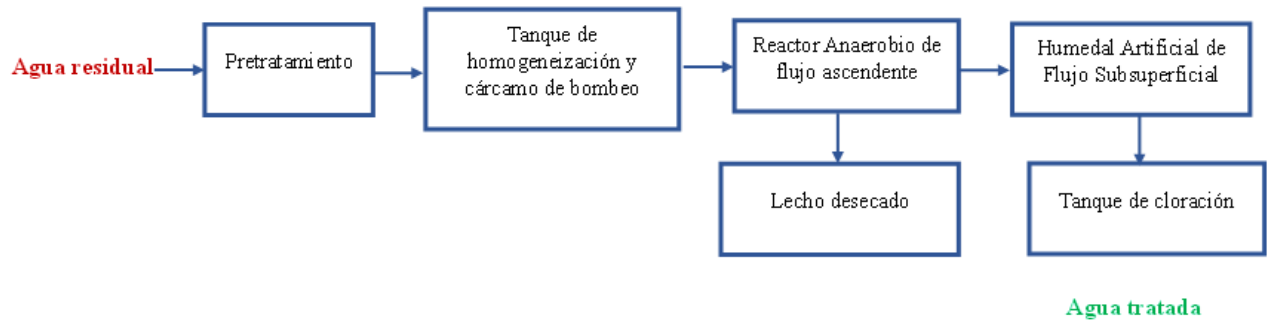 Agua residual
Pretratamiento
Tanque de
homogeneización y
cárcamo de bombeo
Reactor Anaerobio de
flujo ascendente
Humedal Artificial de
Flujo Subsuperficial
Lecho desecado
Tanque de cloración
Agua tratada